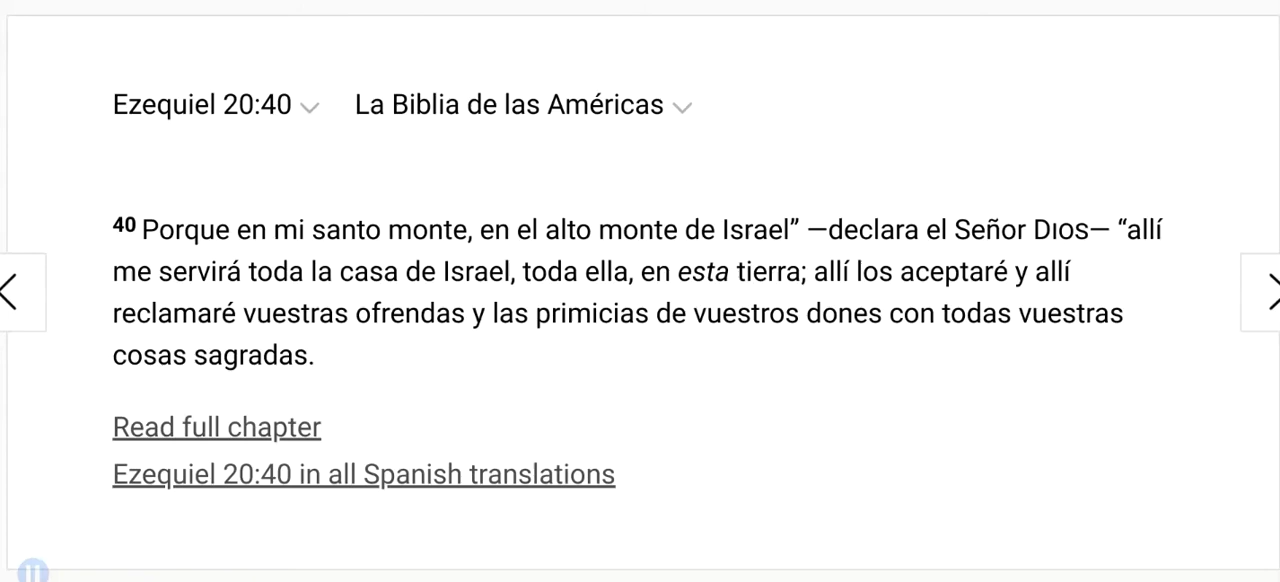 Ezequiel 20:40 La Biblia de las Américas
40 Porque en mi santo monte, en el alto monte de Israel” —declara el Señor DIOS— “allí
me servirá toda la casa de Israel, toda ella, en esta tierra; allí los aceptaré y allí
reclamaré vuestras ofrendas y las primicias de vuestros dones con todas vuestras
cosas sagradas.
Read full chapter
Ezequiel 20:40 in all Spanish translations